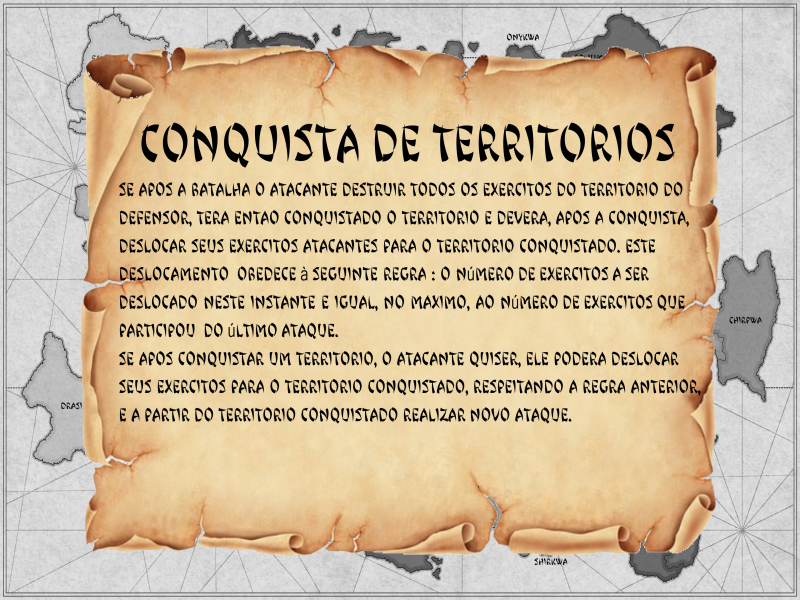 ONYKWA
CONQUISTA DE TERRITORIOS
SE APOS A BATALHA O ATACANTE DESTRUIR TODOS OS EXERCITOS DO TERRITORIO DO
DEFENSOR, TERA ENTAO CONQUISTADO O TERRITORIO E DEVERA, APOS A CONQUISTA,
DESLOCAR SEUS EXERCITOS ATACANTES PARA O TERRITORIO CONQUISTADO. ESTE
DESLOCAMENTO OBEDECE à SEGUINTE REGRA : O NúMERO DE EXERCITOS A SER
DESLOCADO NESTE INSTANTE E IGUAL, NO MAXIMO, AO NúMERO DE EXERCITOS QUE
PARTICIPOU DO úLTIMO ATAQUE.
SE APOS CONQUISTAR UM TERRITORIO, O ATACANTE QUISER, ELE PODERA DESLOCAR
SEUS EXERCITOS PARA O TERRITORIO CONQUISTADO, RESPEITANDO A REGRA ANTERIOR,
E A PARTIR DO TERRITORIO CONQUISTADO REALIZAR NOVO ATAQUE.
CHIRPWA
SHIRKWA